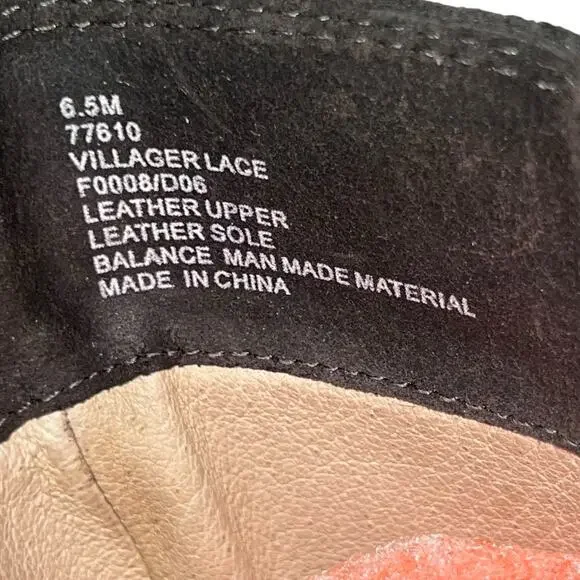 6.5M
77610
VILLAGER LACE
F0008/D06
LEATHER UPPER
LEATHER SOLE
BALANCE MAN MADE MATERIAL
MADE IN CHINA